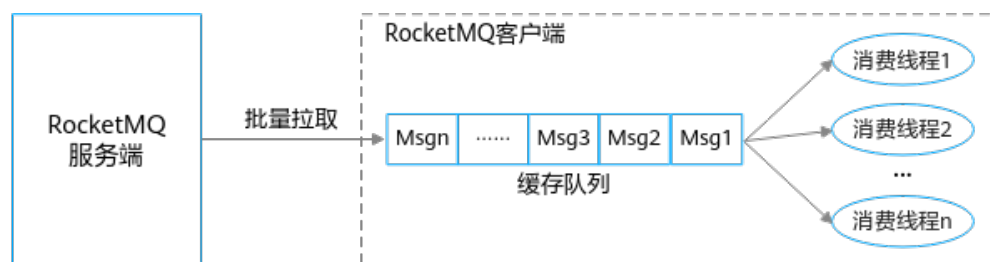 RocketMQ客户端
RocketMQ
服务端
批量拉取
Msgn
……
Msg3
Msg2
Msg1
缓存队列
消费线程1
消费线程2
...
消费线程n